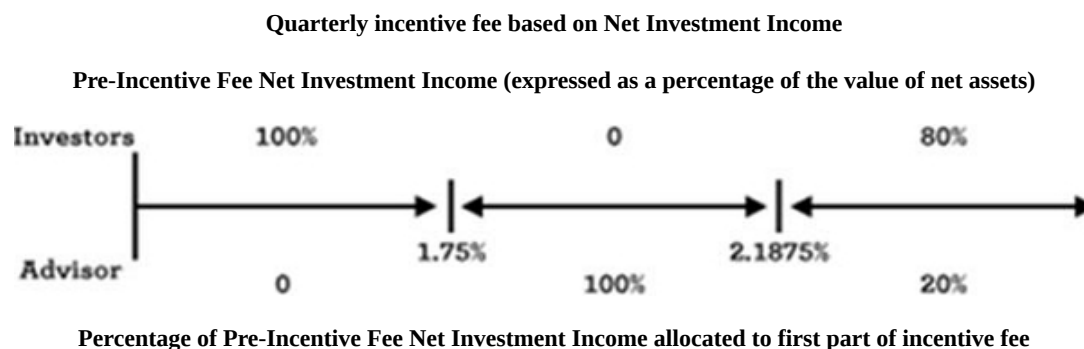 Quarterly incentive fee based on Net Investment Income
Pre-Incentive Fee Net Investment Income (expressed as a percentage of the value of net assets)
Investors 100% 0 80%
1.75% 2.1875%
Advisor 0 100% 20%
Percentage of Pre-Incentive Fee Net Investment Income allocated to first part of incentive fee